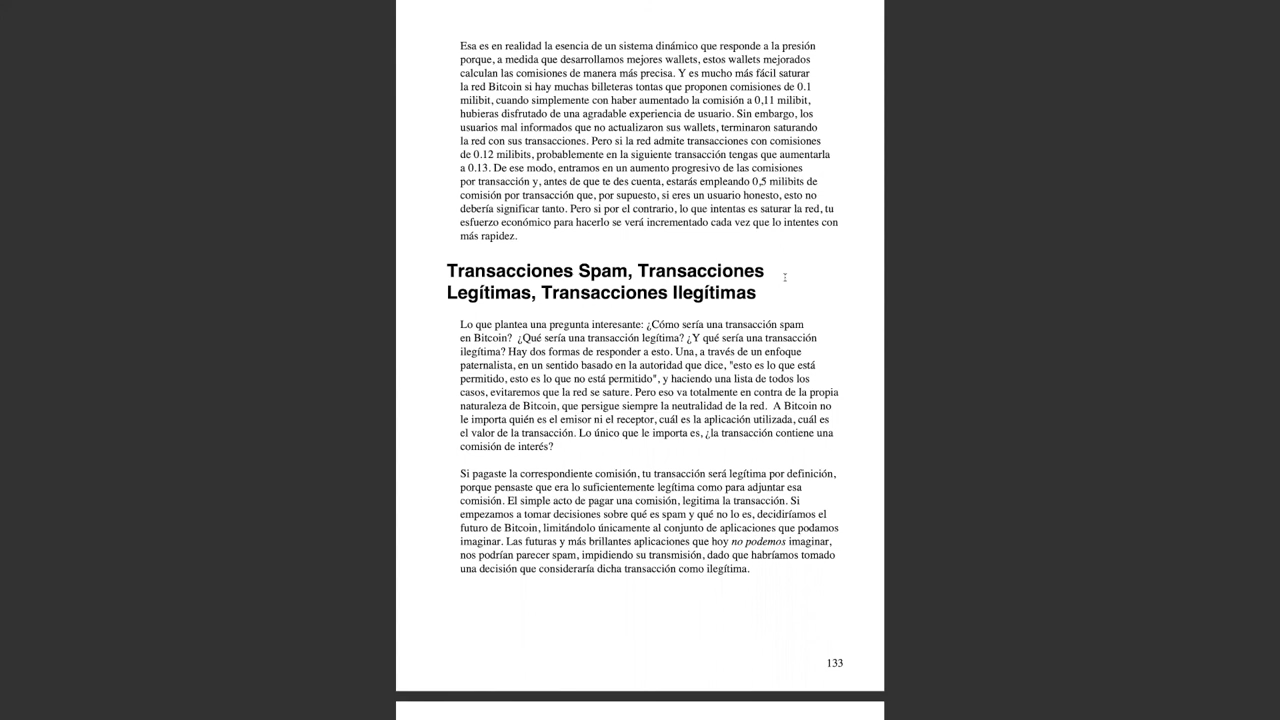 Esa es en realidad la esencia de un sistema dinámico que responde a la presión
porque, a medida que desarrollamos mejores wallets, estos wallets mejorados
calculan las comisiones de manera más precisa. Y es mucho más fácil saturar
la red Bitcoin si hay muchas billeteras tontas que proponen comisiones de 0.1
milibit, cuando simplemente con haber aumentado la comisión a 0,11 milibit,
hubieras disfrutado de una agradable experiencia de usuario. Sin embargo, los
usuarios mal informados que no actualizaron sus wallets, terminaron saturando
la red con sus transacciones. Pero si la red admite transacciones con comisiones
de 0.12 milibits, probablemente en la siguiente transacción tengas que aumentarla
a 0.13. De ese modo, entramos en un aumento progresivo de las comisiones
por transacción y, antes de que te des cuenta, estarás empleando 0,5 milibits de
comisión por transacción que, por supuesto, si eres un usuario honesto, esto no
debería significar tanto. Pero si por el contrario, lo que intentas es saturar la red, tu
esfuerzo económico para hacerlo se verá incrementado cada vez que lo intentes con
más rapidez.
Transacciones Spam, Transacciones
Legítimas, Transacciones Ilegítimas
Lo que plantea una pregunta interesante: ¿Cómo sería una transacción spam
en Bitcoin? ¿Qué sería una transacción legítima? ¿Y qué sería una transacción
ilegítima? Hay dos formas de responder a esto. Una, a través de un enfoque
paternalista, en un sentido basado en la autoridad que dice, "esto es lo que está
permitido, esto es lo que no está permitido", y haciendo una lista de todos los
casos, evitaremos que la red se sature. Pero eso va totalmente en contra de la propia
naturaleza de Bitcoin, que persigue siempre la neutralidad de la red. A Bitcoin no
le importa quién es el emisor ni el receptor, cuál es la aplicación utilizada, cuál es
el valor de la transacción. Lo único que le importa es, ¿la transacción contiene una
comisión de interés?
Si pagaste la correspondiente comisión, tu transacción será legítima por definición,
porque pensaste que era lo suficientemente legítima como para adjuntar esa
comisión. El simple acto de pagar una comisión, legitima la transacción. Si
empezamos a tomar decisiones sobre qué es spam y qué no lo es, decidiríamos el
futuro de Bitcoin, limitándolo únicamente al conjunto de aplicaciones que podamos
imaginar. Las futuras y más brillantes aplicaciones que hoy no podemos imaginar,
nos podrían parecer spam, impidiendo su transmisión, dado que habríamos tomado
una decisión que consideraría dicha transacción como ilegítima.
133